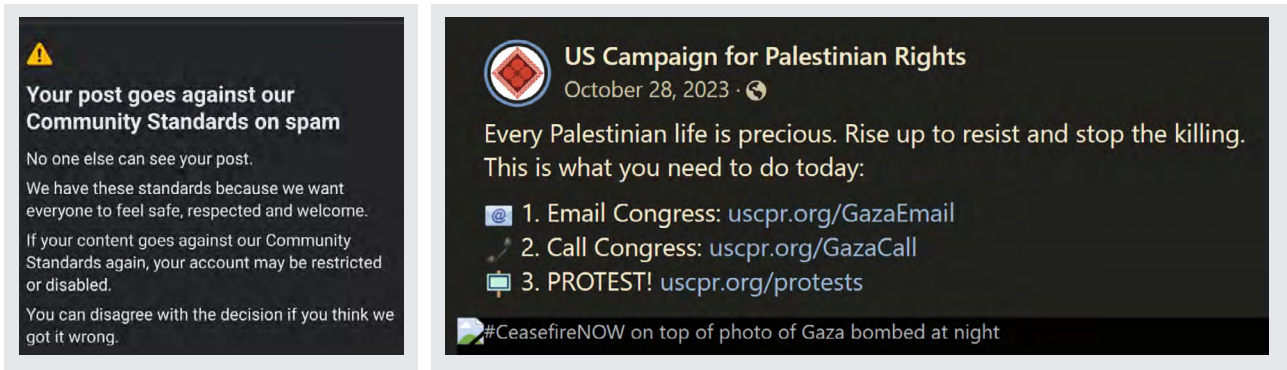 Your post goes against our
Community Standards on spam
No one else can see your post.
We have these standards because we want
everyone to feel safe, respected and welcome.
If your content goes against our Community
Standards again, your account may be restricted
or disabled.
You can disagree with the decision if you think we
got it wrong.
US Campaign for Palestinian Rights
October 28, 2023 ·
Every Palestinian life is precious. Rise up to resist and stop the killing.
This is what you need to do today:
1. Email Congress: uscpr.org/GazaEmail
2. Call Congress: uscpr.org/GazaCall
3. PROTEST! uscpr.org/protests
#CeasefireNOW on top of photo of Gaza bombed at night